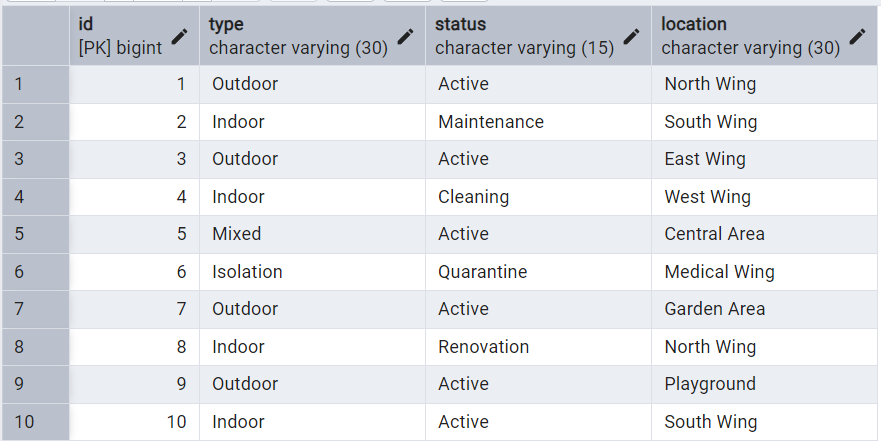 id type status location
[PK] bigint character varying (30) character varying (15) character varying (30)
1 1 Outdoor Active North Wing
2 2 Indoor Maintenance South Wing
3 3 Outdoor Active East Wing
4 4 Indoor Cleaning West Wing
5 5 Mixed Active Central Area
6 6 Isolation Quarantine Medical Wing
7 7 Outdoor Active Garden Area
8 8 Indoor Renovation North Wing
9 9 Outdoor Active Playground
10 10 Indoor Active South Wing